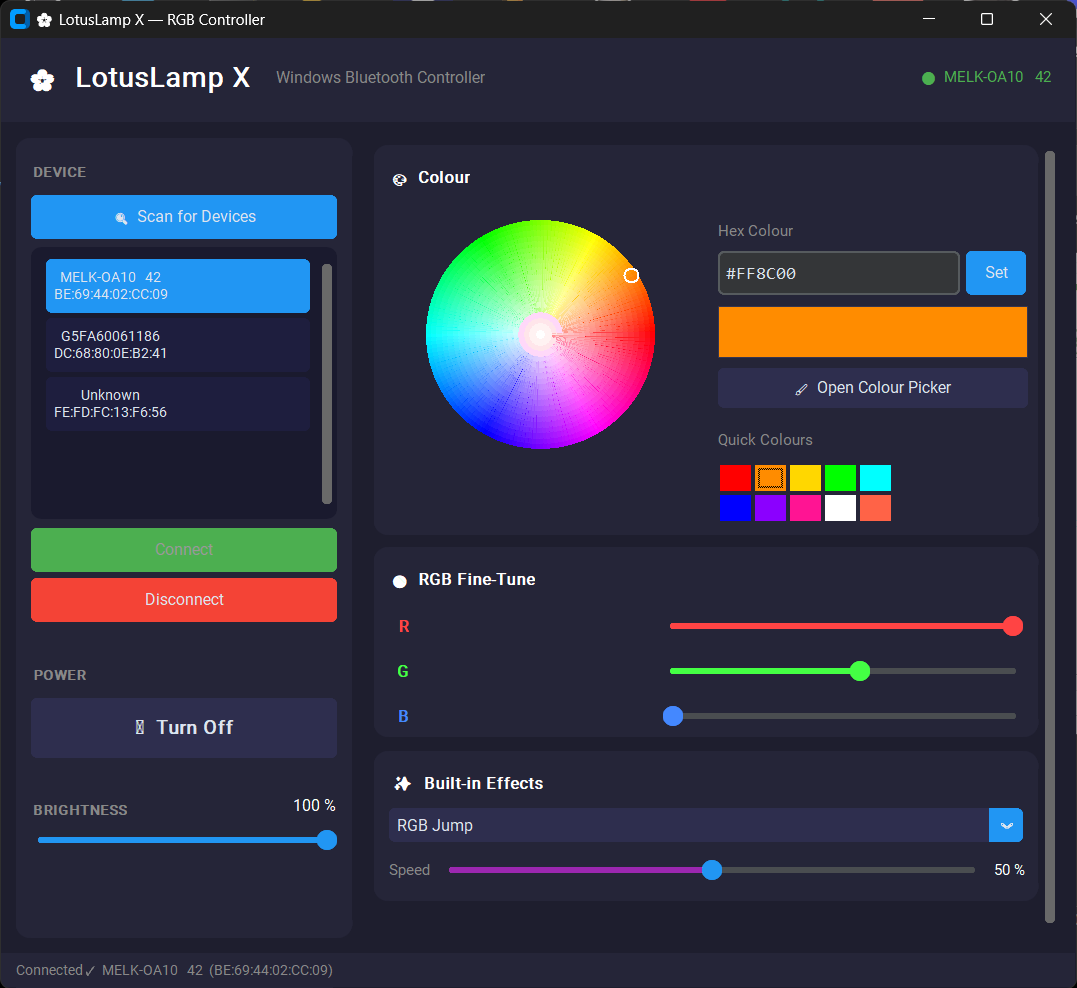 LotusLamp X — RGB Controller
LotusLamp X
Windows Bluetooth Controller
MELK-OA10 42
DEVICE
Scan for Devices
MELK-OA10 42
BE:69:44:02:CC:09
G5FA60061186
DC:68:80:0E:B2:41
Unknown
FE:FD:FC:13:F6:56
Connect
Disconnect
POWER
Turn Off
BRIGHTNESS
100 %
Colour
Hex Colour
#FF8C00
Set
Open Colour Picker
Quick Colours
RGB Fine-Tune
R
G
B
Built-in Effects
RGB Jump
Speed
50 %
Connected ✓ MELK-OA10 42 (BE:69:44:02:CC:09)